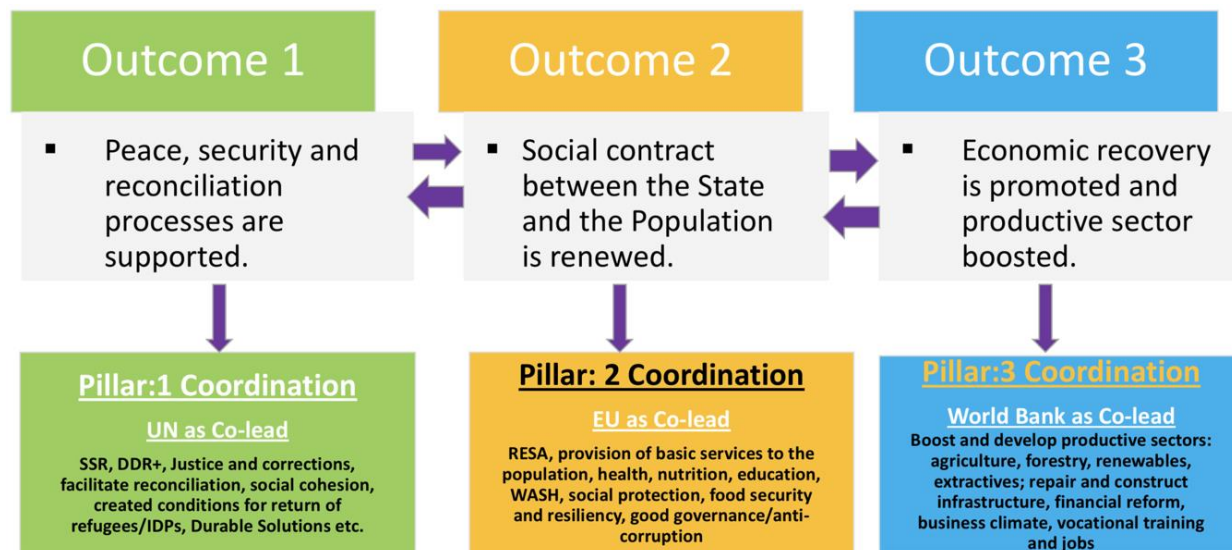 Outcome 1
Outcome 2
Outcome 3
▪ Peace, security and
reconciliation
processes are
supported.
▪ Social contract
between the State
and the Population
is renewed.
▪ Economic recovery
is promoted and
productive sector
boosted.
Pillar:1 Coordination
UN as Co-lead
SSR, DDR+, Justice and corrections,
facilitate reconciliation, social cohesion,
created conditions for return of
refugees/IDPs, Durable Solutions etc.
Pillar: 2 Coordination
EU as Co-lead
RESA, provision of basic services to the
population, health, nutrition, education,
WASH, social protection, food security
and resiliency, good governance/anti-
corruption
Pillar:3 Coordination
World Bank as Co-lead
Boost and develop productive sectors:
agriculture, forestry, renewables,
extractives; repair and construct
infrastructure, financial reform,
business climate, vocational training
and jobs